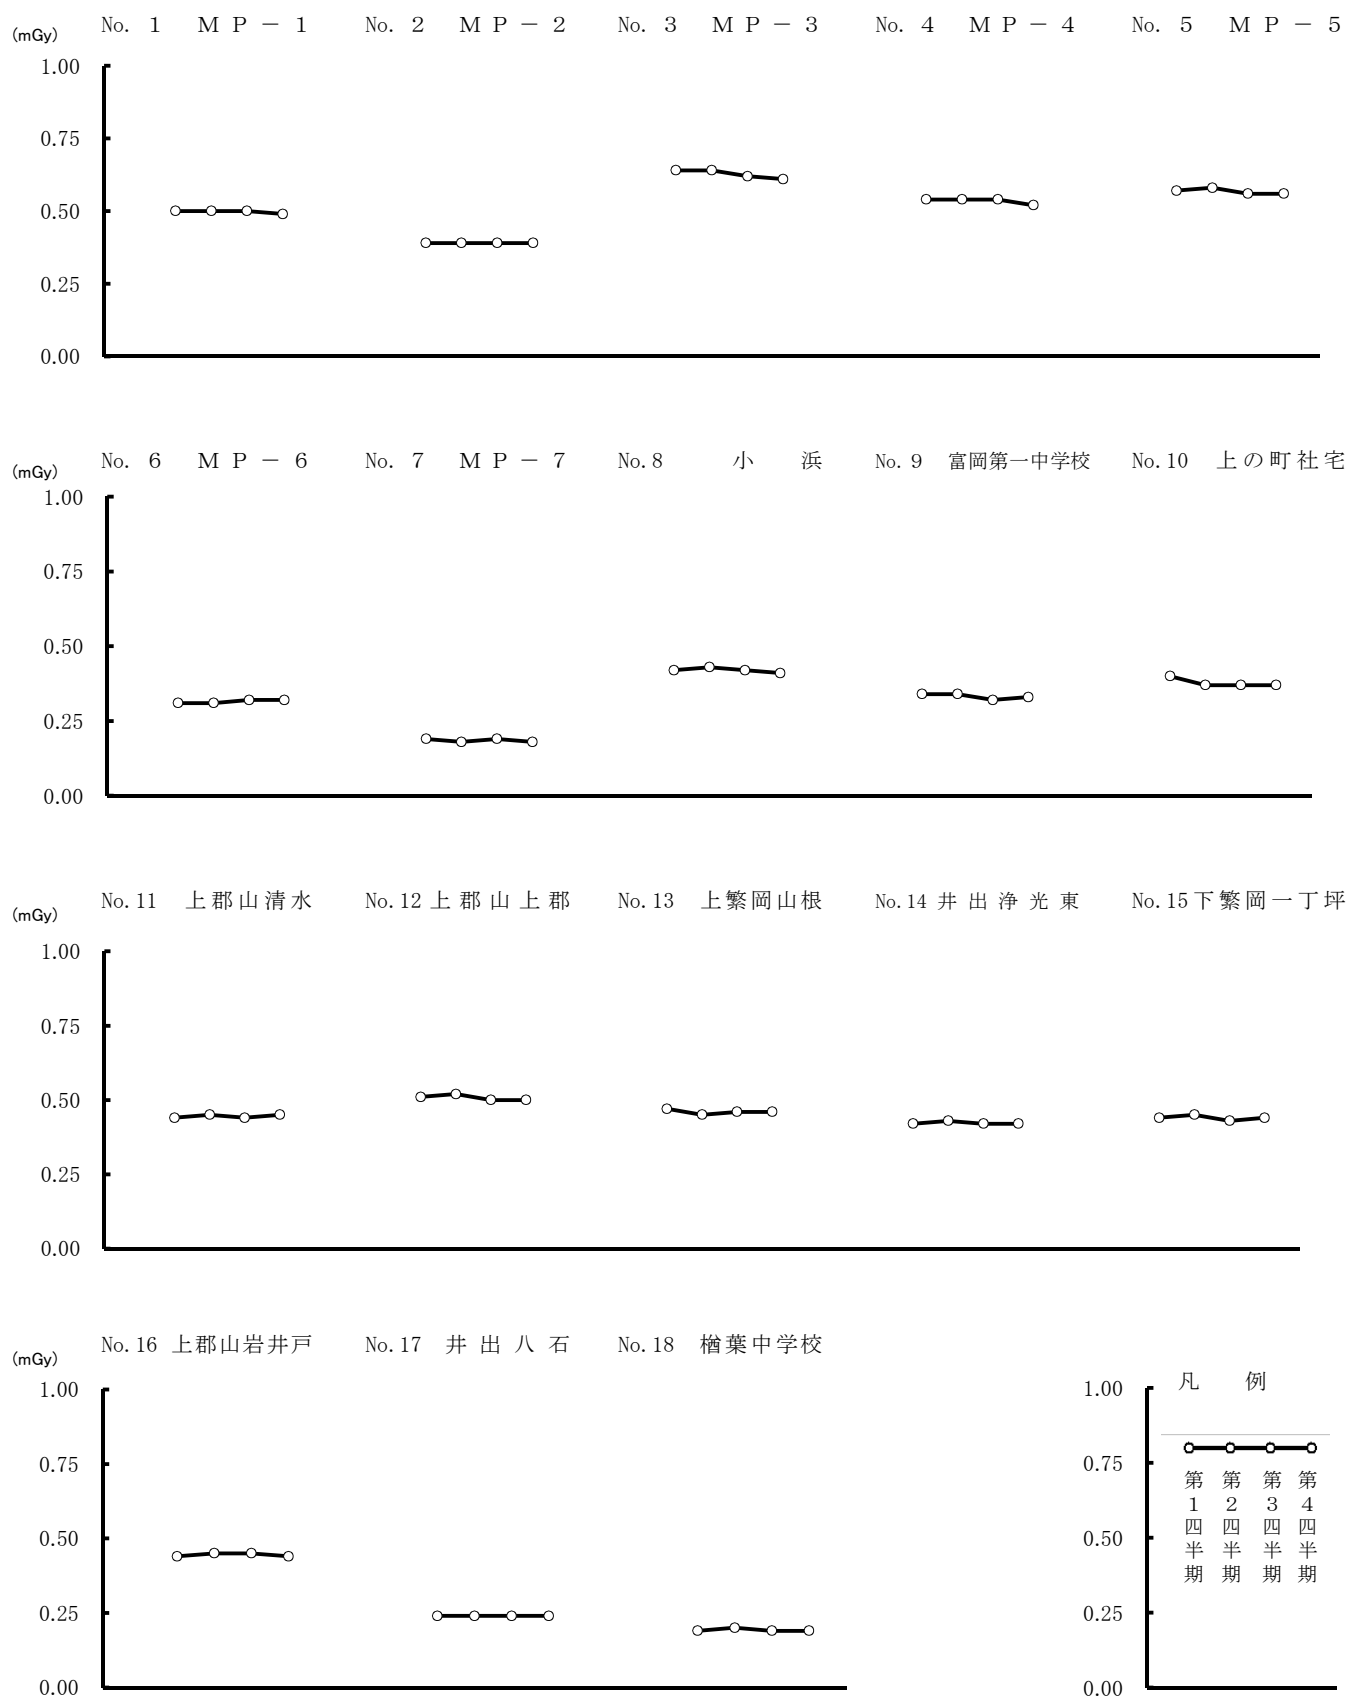 (mGy) No. 1 ＭＰ－１ No. 2 ＭＰ－２ No. 3 ＭＰ－３ No. 4 ＭＰ－４ No. 5 ＭＰ－５
1.00
0.75
0.50
0.25
0.00
(mGy) No. 6 ＭＰ－６ No. 7 ＭＰ－７ No.8 小 浜 No.9 富岡第一中学校 No.10 上の町社宅
1.00
0.75
0.50
0.25
0.00
(mGy) No.11 上郡山清水 No.12 上郡山上郡 No.13 上繁岡山根 No.14 井出浄光東 No.15 下繁岡一丁坪
1.00
0.75
0.50
0.25
0.00
(mGy) No.16 上郡山岩井戸 No.17 井出八石 No.18 楢葉中学校
1.00
0.75
0.50
0.25
0.00
凡 例
1.00
0.75
0.50
0.25
0.00
第1四半期
第2四半期
第3四半期
第4四半期